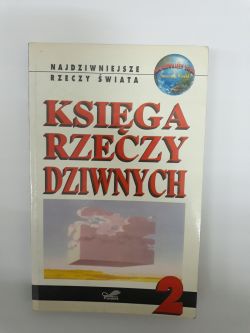 NAJDZIWNIEJSZE
RZECZY ŚWIATA
KSIĘGA
RZECZY
DZIWNYCH
2